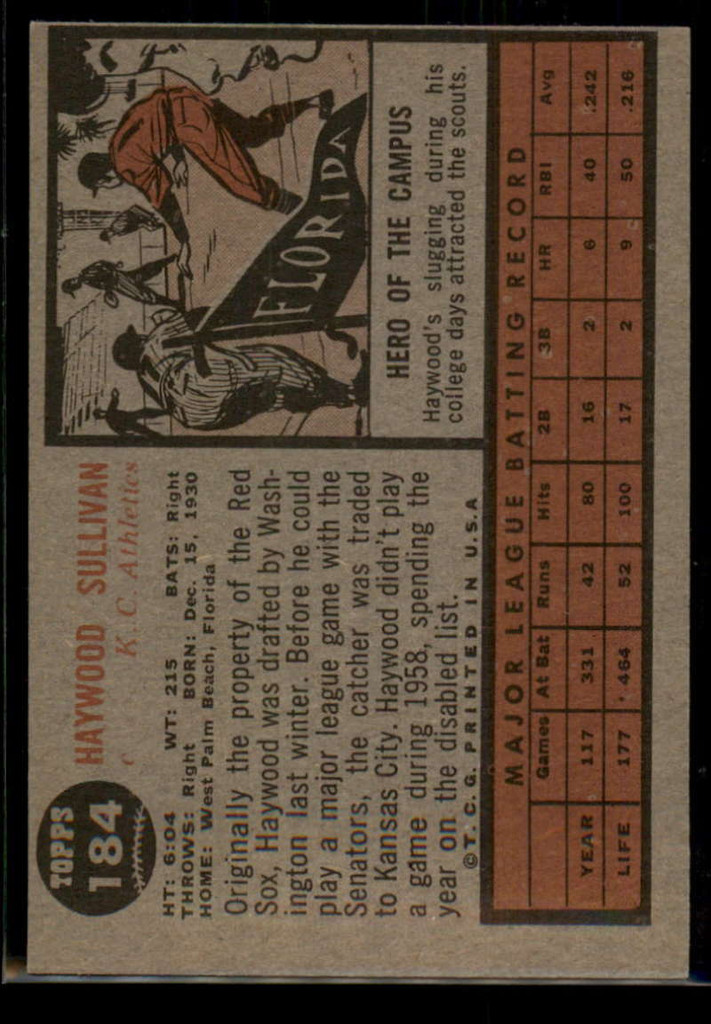 TOPPS
184
HAYWOOD SULLIVAN
c K. C. Athletics
HT: 6:04 WT: 215 BATS: Right
THROWS: Right BORN: Dec. 15, 1930
HOME: West Palm Beach, Florida
Originally the property of the Red
Sox, Haywood was drafted by Wash-
ington last winter. Before he could
play a major league game with the
Senators, the catcher was traded
to Kansas City. Haywood didn't play
a game during 1958, spending the
year on the disabled list.
©T. C. G. PRINTED IN U.S.A
FLORIDA
HERO OF THE CAMPUS
Haywood's slugging during his
college days attracted the scouts.
MAJOR LEAGUE BATTING RECORD
Games At Bat Runs Hits 2B 3B HR RBI Avg
YEAR 117 331 42 80 16 2 6 40 .242
LIFE 177 464 52 100 17 2 9 50 .216